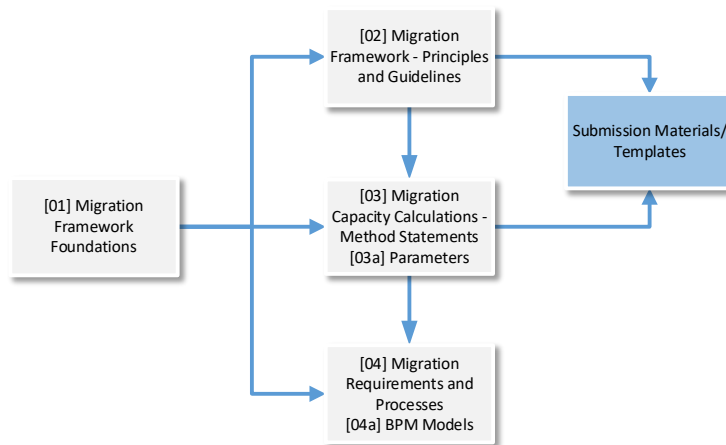 [02] Migration
Framework - Principles
and Guidelines
Submission Materials/
Templates
[01] Migration
Framework
Foundations
[03] Migration
Capacity Calculations -
Method Statements
[03a] Parameters
[04] Migration
Requirements and
Processes
[04a] BPM Models